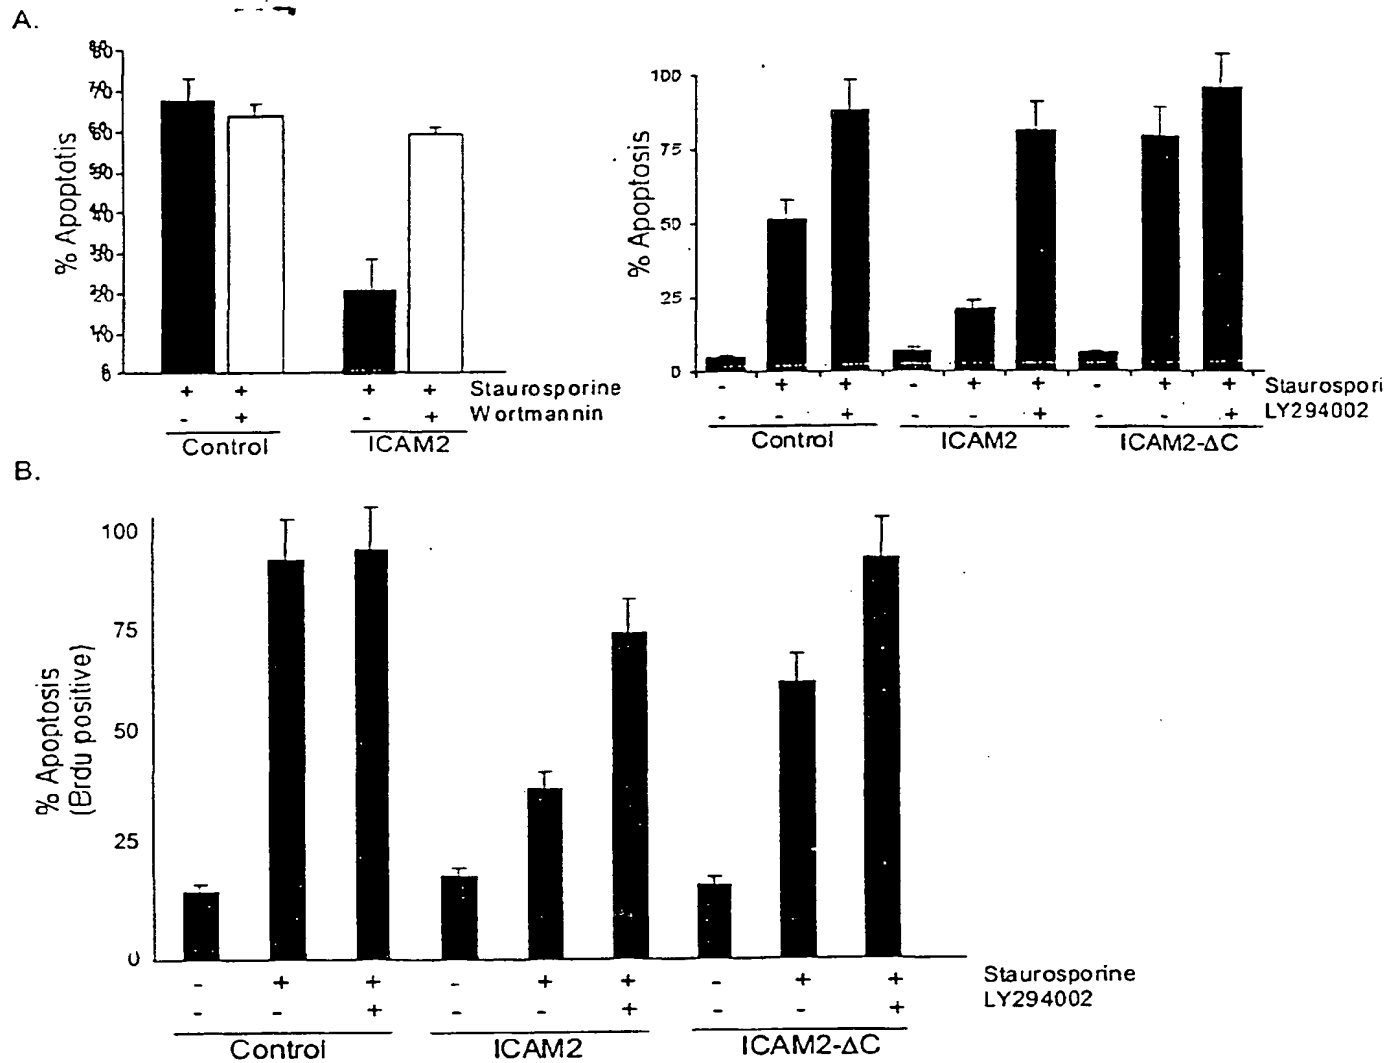 A.
% Apoptatis
80
70
60
50
40
30
20
10
+ + + + Staurosporine
- + - + Wortmannin
Control ICAM2
% Apoptosis
100
75
50
25
0
- + + - + + - + + Staurospori
- - + - - + - - + LY294002
Control ICAM2 ICAM2-ΔC
B.
% Apoptosis
(Brdu positive)
100
75
50
25
0
- + + - + + - + + Staurosporine
- - + - - + - - + LY294002
Control ICAM2 ICAM2-ΔC